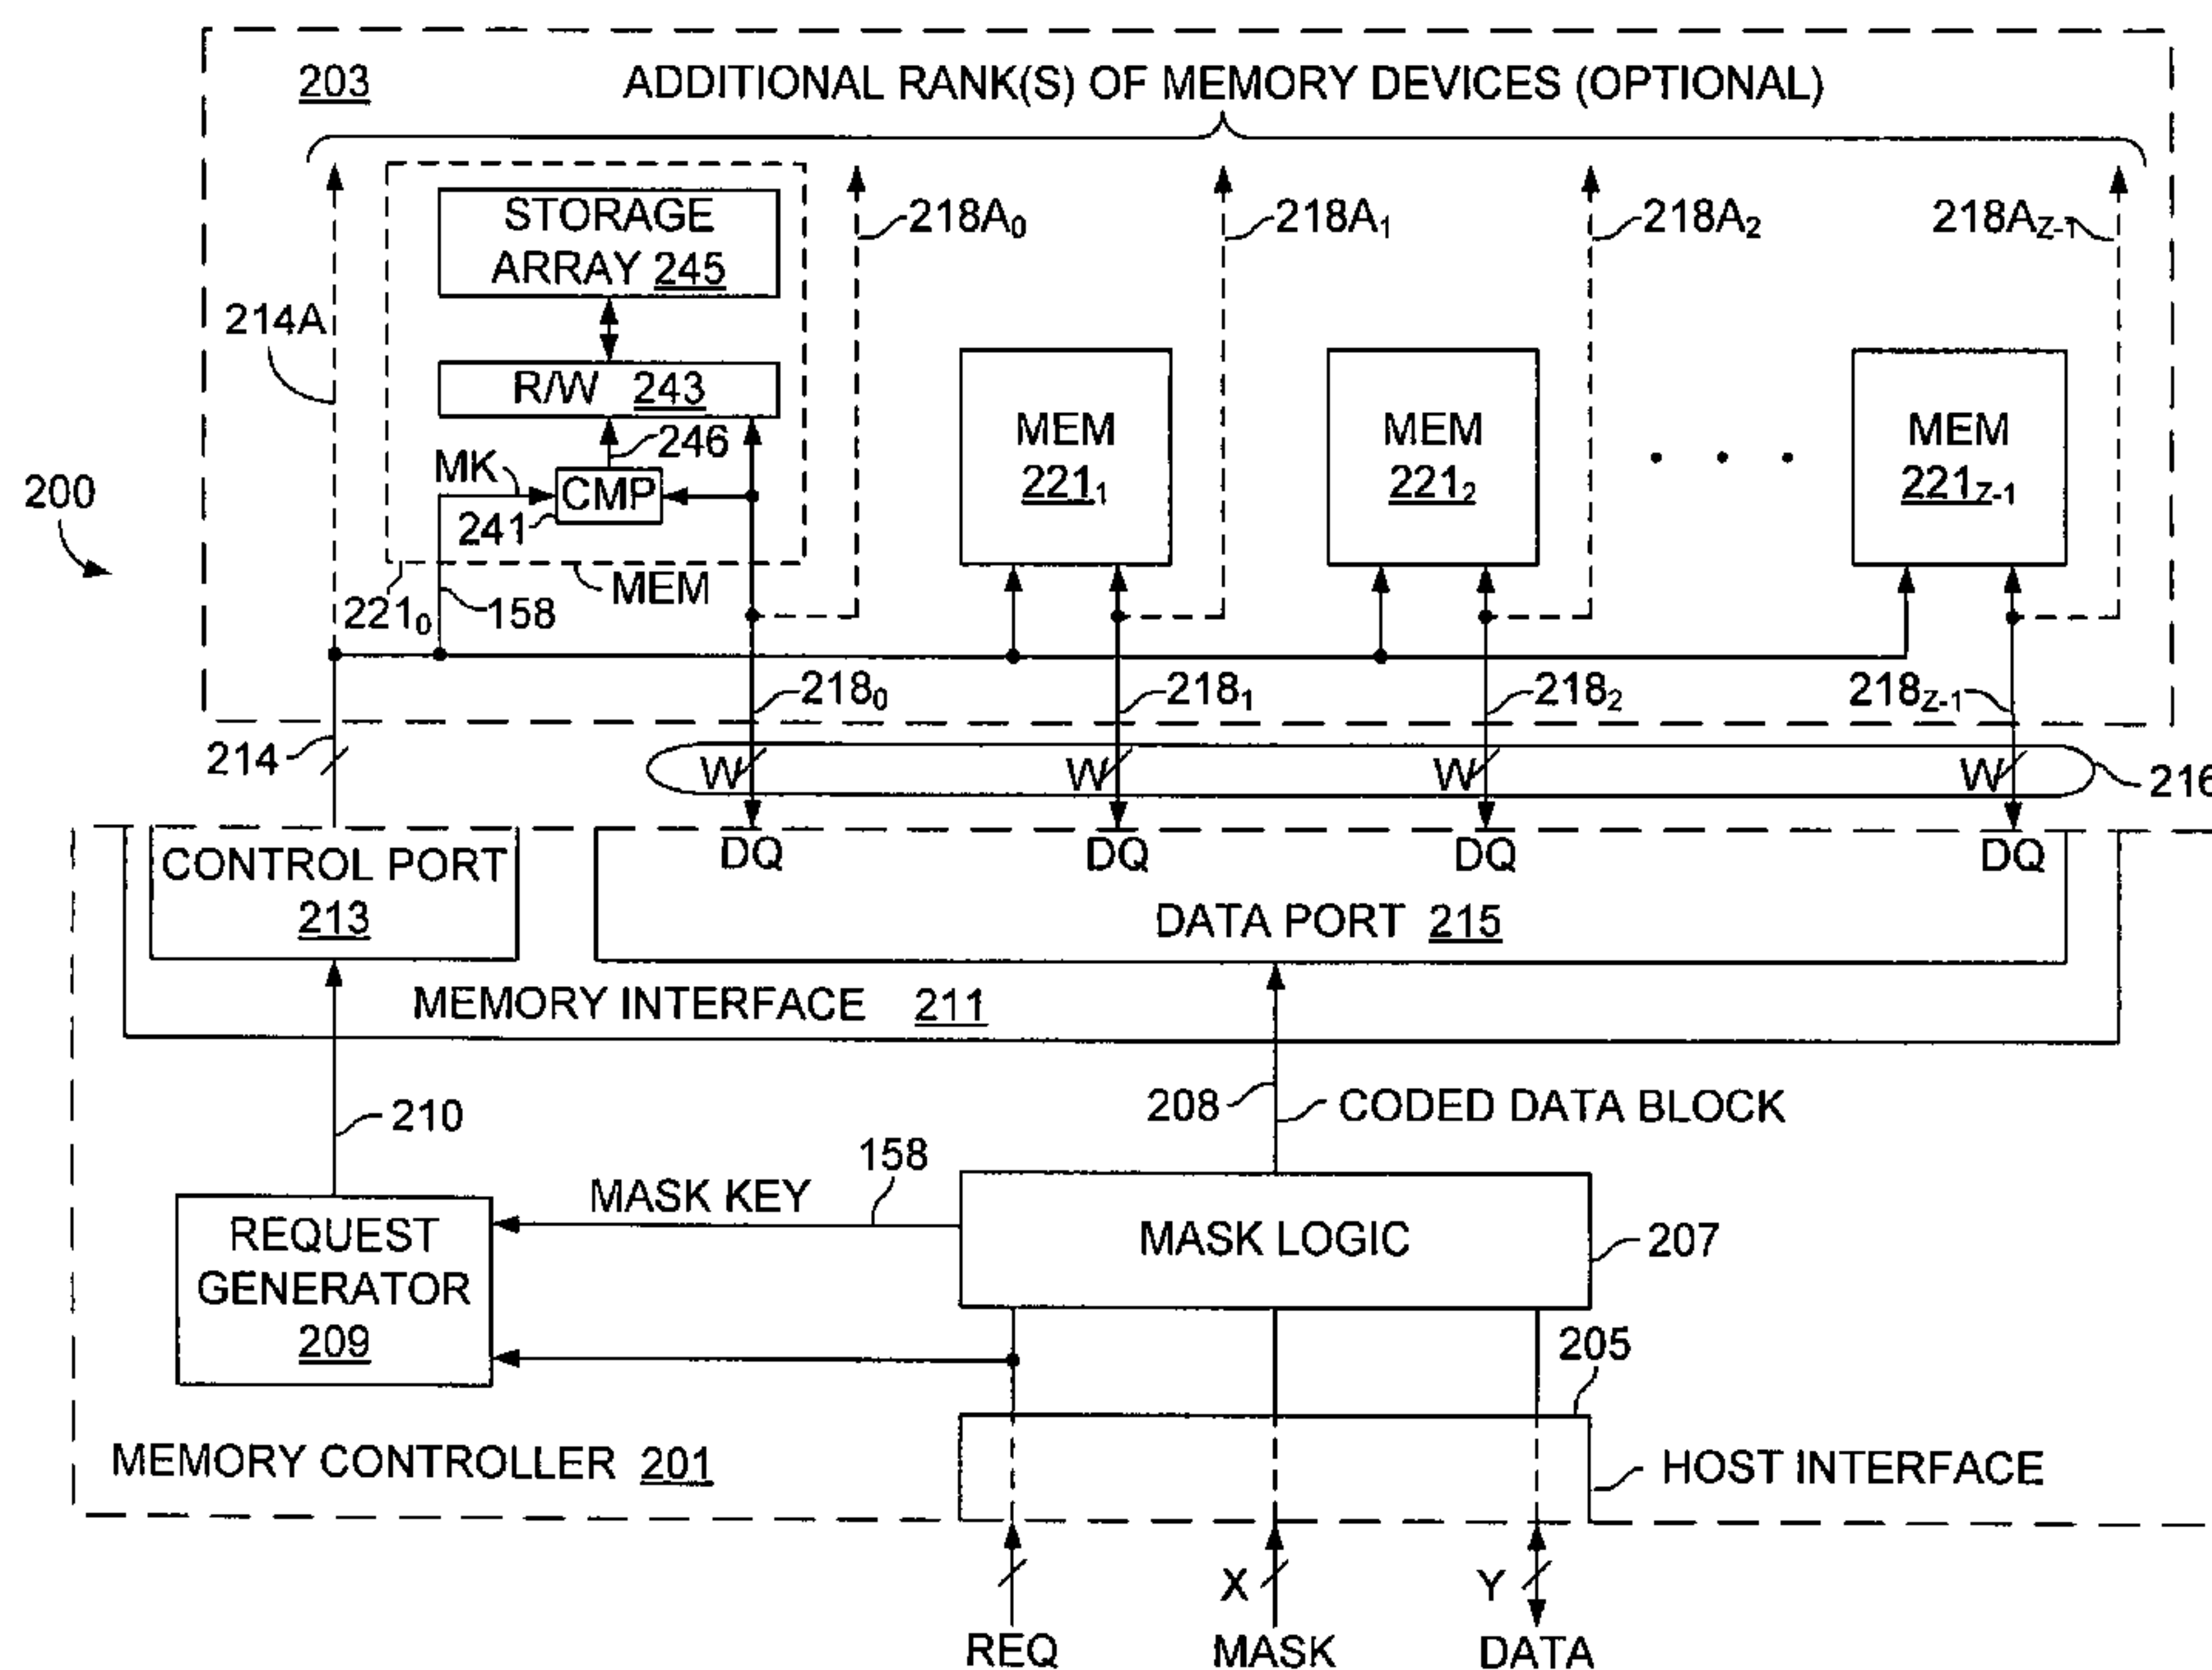 203 ADDITIONAL RANK(S) OF MEMORY DEVICES (OPTIONAL)
STORAGE
ARRAY 245
218A0
218A1
218A2
218AZ-1
214A
R/W 243
246
MK
CMP
241
MEM
2211
MEM
2212
MEM
221Z-1
200
2210
158
MEM
2180
2181
2182
218Z-1
214
W
W
W
W
216
CONTROL PORT
213
DQ
DQ
DQ
DQ
DATA PORT 215
MEMORY INTERFACE 211
210
208
CODED DATA BLOCK
158
MASK KEY
REQUEST
GENERATOR
209
MASK LOGIC
207
205
MEMORY CONTROLLER 201
HOST INTERFACE
X
Y
REQ
MASK
DATA